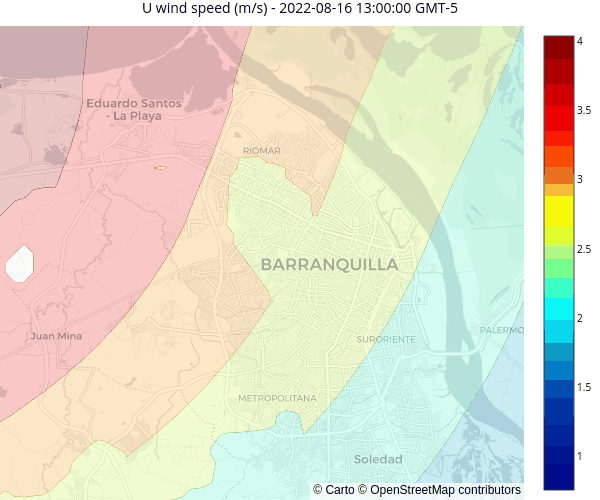 U wind speed (m/s) - 2022-08-16 13:00:00 GMT-5
4
3.5
3
2.5
2
1.5
1
Eduardo Santos
- La Playa
RIOMAR
BARRANQUILLA
Juan Mina
SURORIENTE
PALERMO
METROPOLITANA
Soledad
© Carto © OpenStreetMap contributors